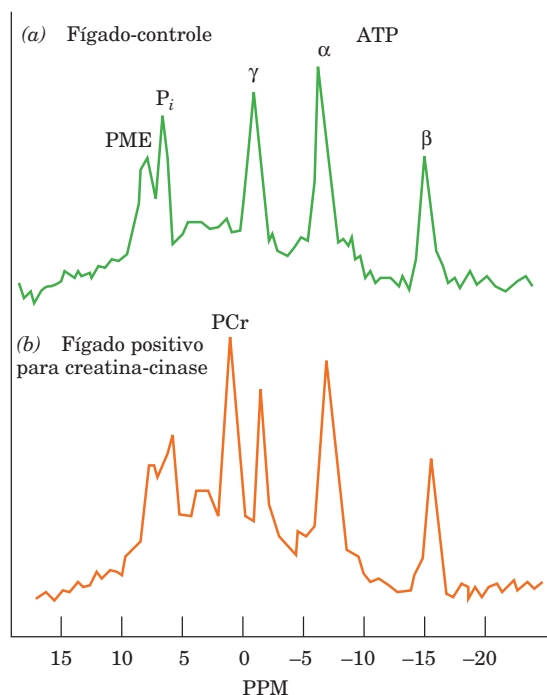 (a) Fígado-controle
ATP
α
γ
Pi
PME
β
PCr
(b) Fígado positivo
para creatina-cinase
15 10 5 0 −5 −10 −15 −20
PPM